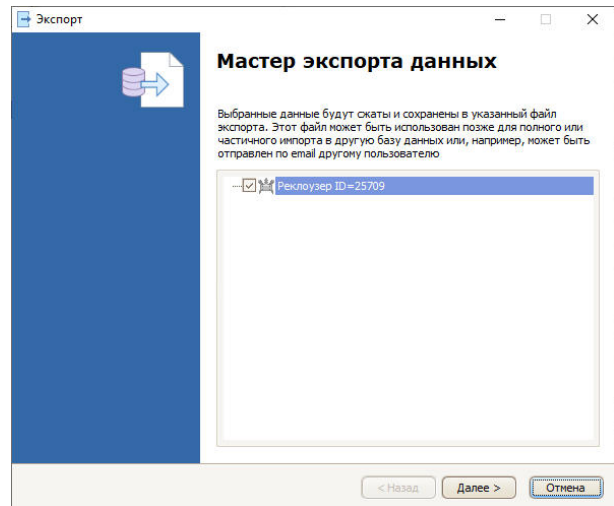 Экспорт
Мастер экспорта данных
Выбранные данные будут сжаты и сохранены в указанный файл
экспорта. Этот файл может быть использован позже для полного или
частичного импорта в другую базу данных или, например, может быть
отправлен по email другому пользователю
Реклоузер ID=25709
< Назад
Далее >
Отмена